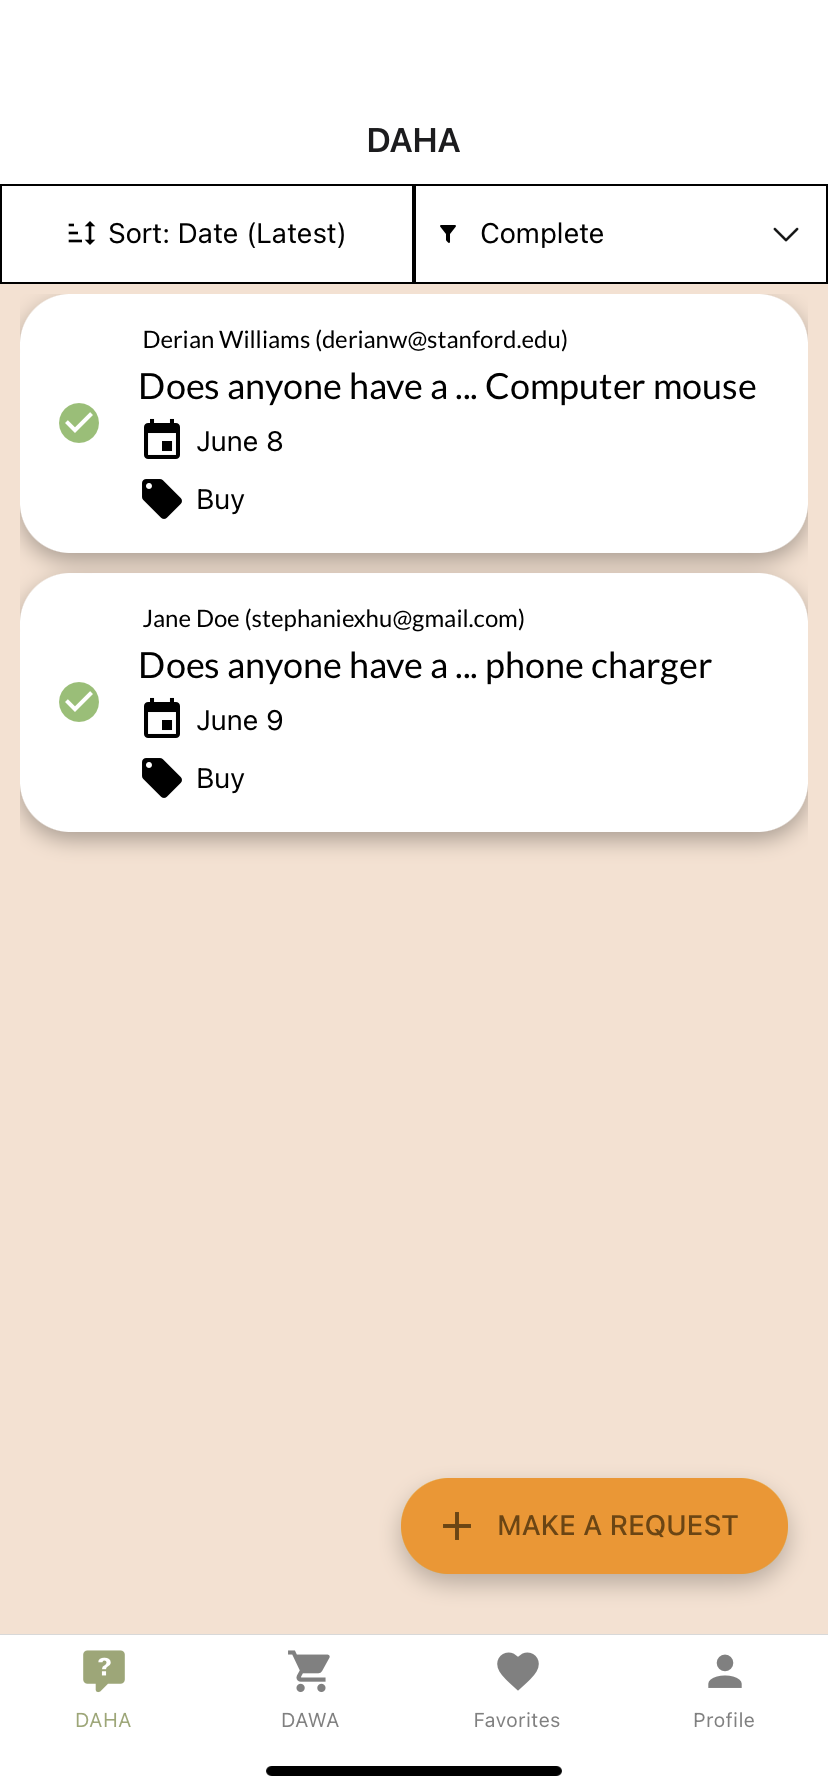 DAHA
Sort: Date (Latest)
Complete
Derian Williams (derianw@stanford.edu)
Does anyone have a ... Computer mouse
June 8
Buy
Jane Doe (stephaniexhu@gmail.com)
Does anyone have a ... phone charger
June 9
Buy
MAKE A REQUEST
?
DAHA
DAWA
Favorites
Profile